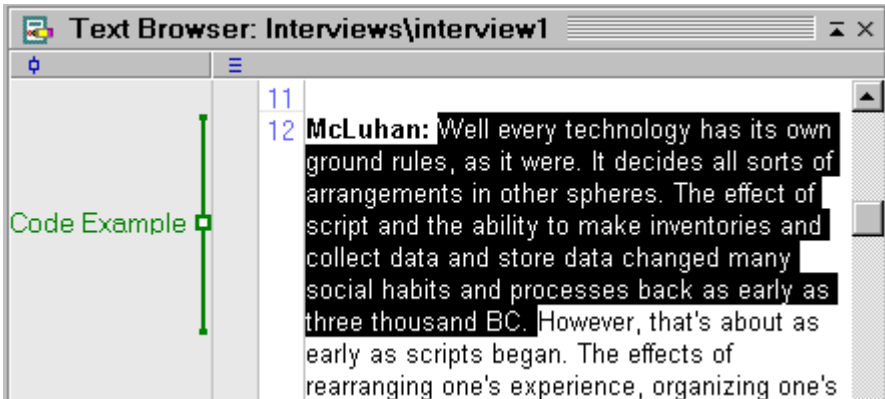 Text Browser: Interviews\interview1
11
12 McLuhan: Well every technology has its own
ground rules, as it were. It decides all sorts of
arrangements in other spheres. The effect of
Code Example script and the ability to make inventories and
collect data and store data changed many
social habits and processes back as early as
three thousand BC. However, that's about as
early as scripts began. The effects of
rearranging one's experience, organizing one's